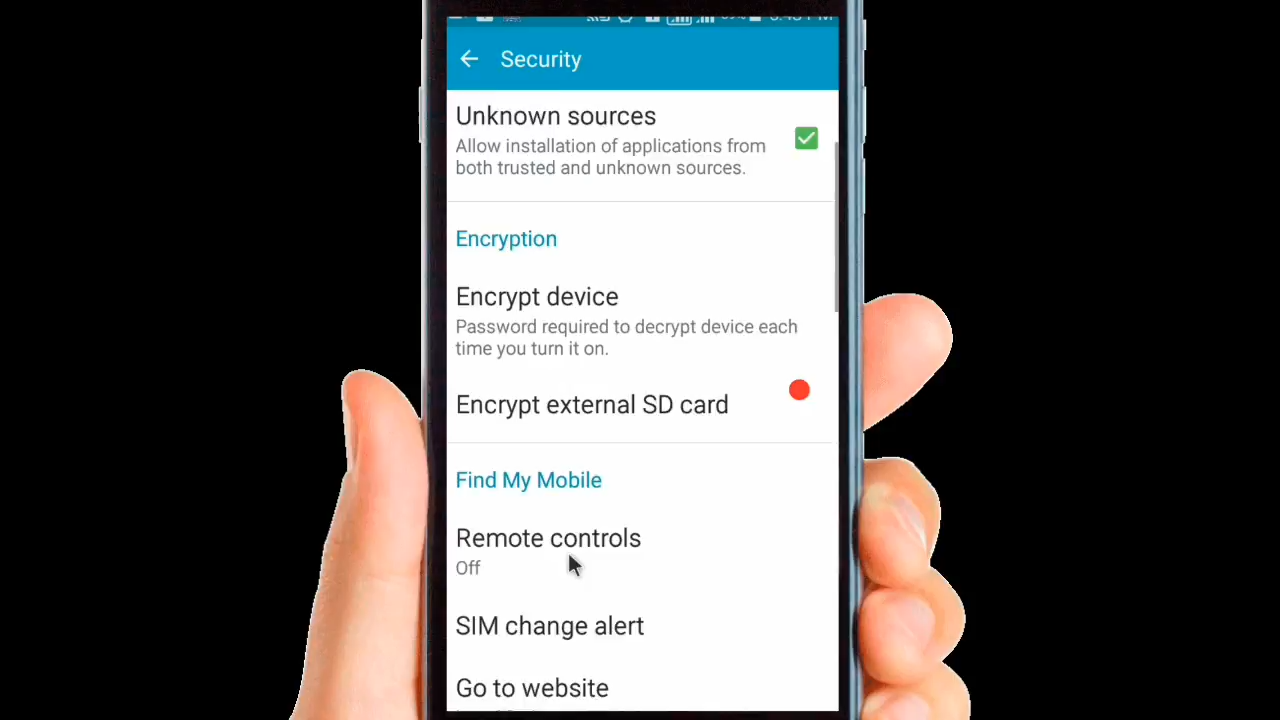 Security
Unknown sources
Allow installation of applications from
both trusted and unknown sources.
Encryption
Encrypt device
Password required to decrypt device each
time you turn it on.
Encrypt external SD card
Find My Mobile
Remote controls
Off
SIM change alert
Go to website